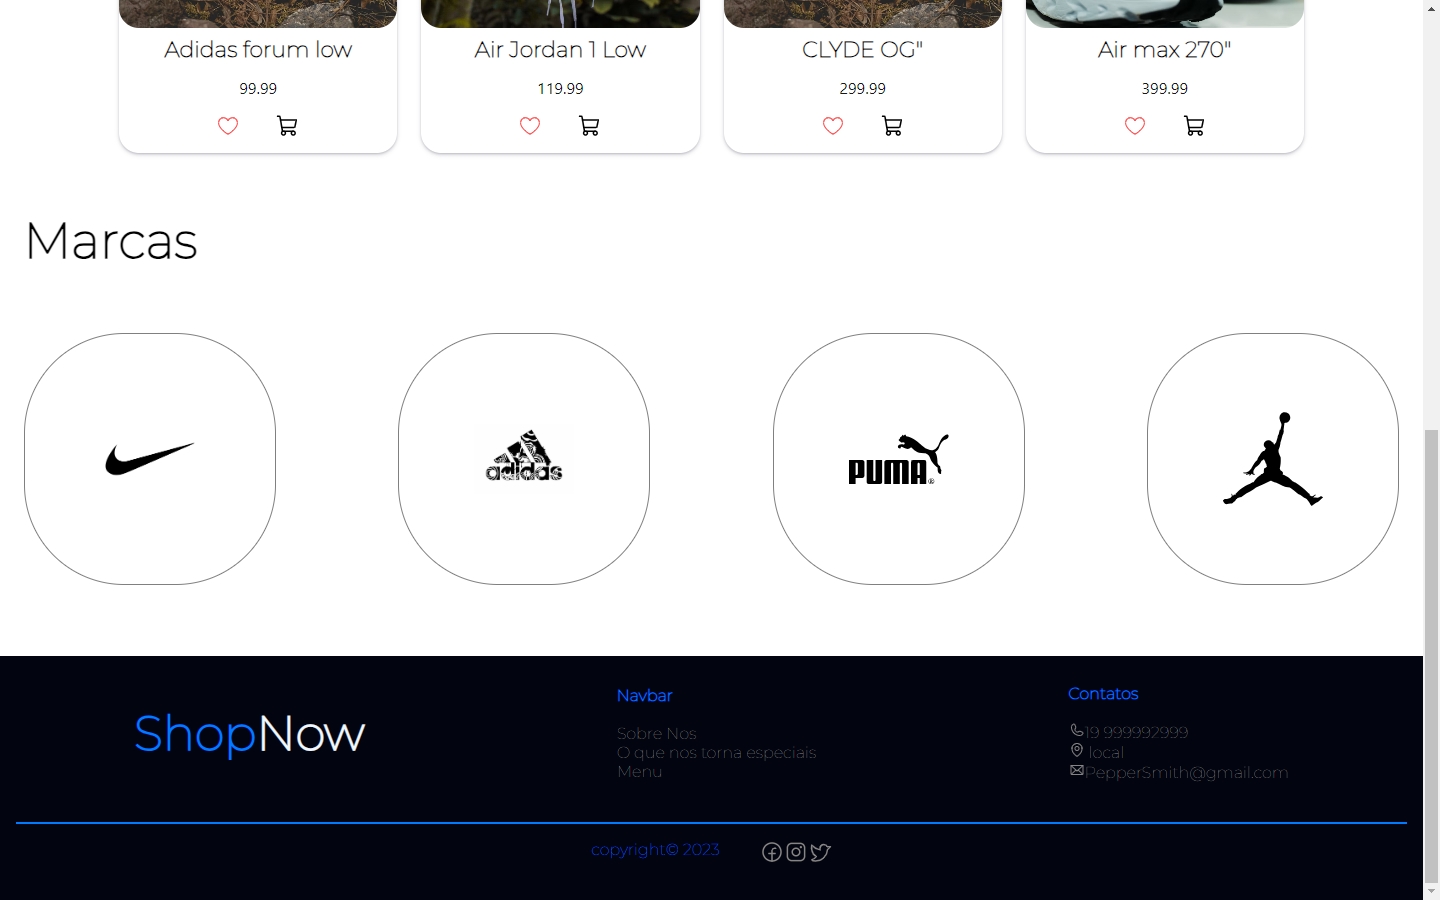 Adidas forum low
99.99
Air Jordan 1 Low
119.99
CLYDE OG"
299.99
Air max 270"
399.99
Marcas
adidas
PUMA®
ShopNow
Navbar
Sobre Nos
O que nos torna especiais
Menu
Contatos
19 999992999
local
PepperSmith@gmail.com
copyright© 2023